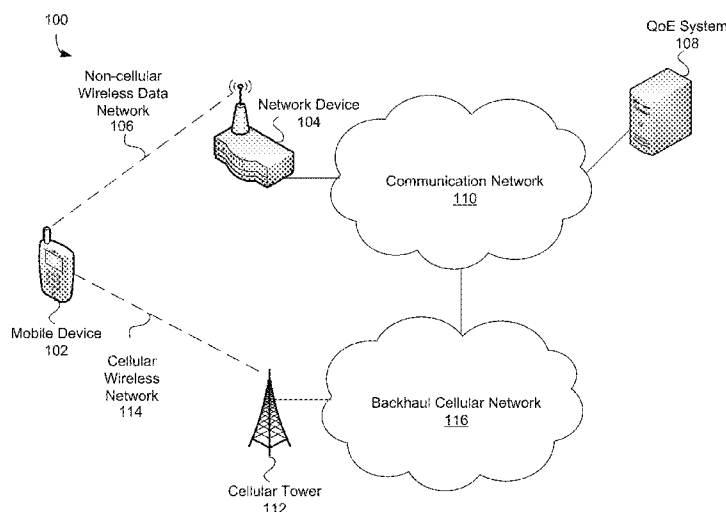 100
QoE System
108
Non-cellular
Wireless Data
Network
106
Network Device
104
Communication Network
110
Mobile Device
102
Cellular
Wireless
Network
114
Backhaul Cellular Network
116
Cellular Tower
112